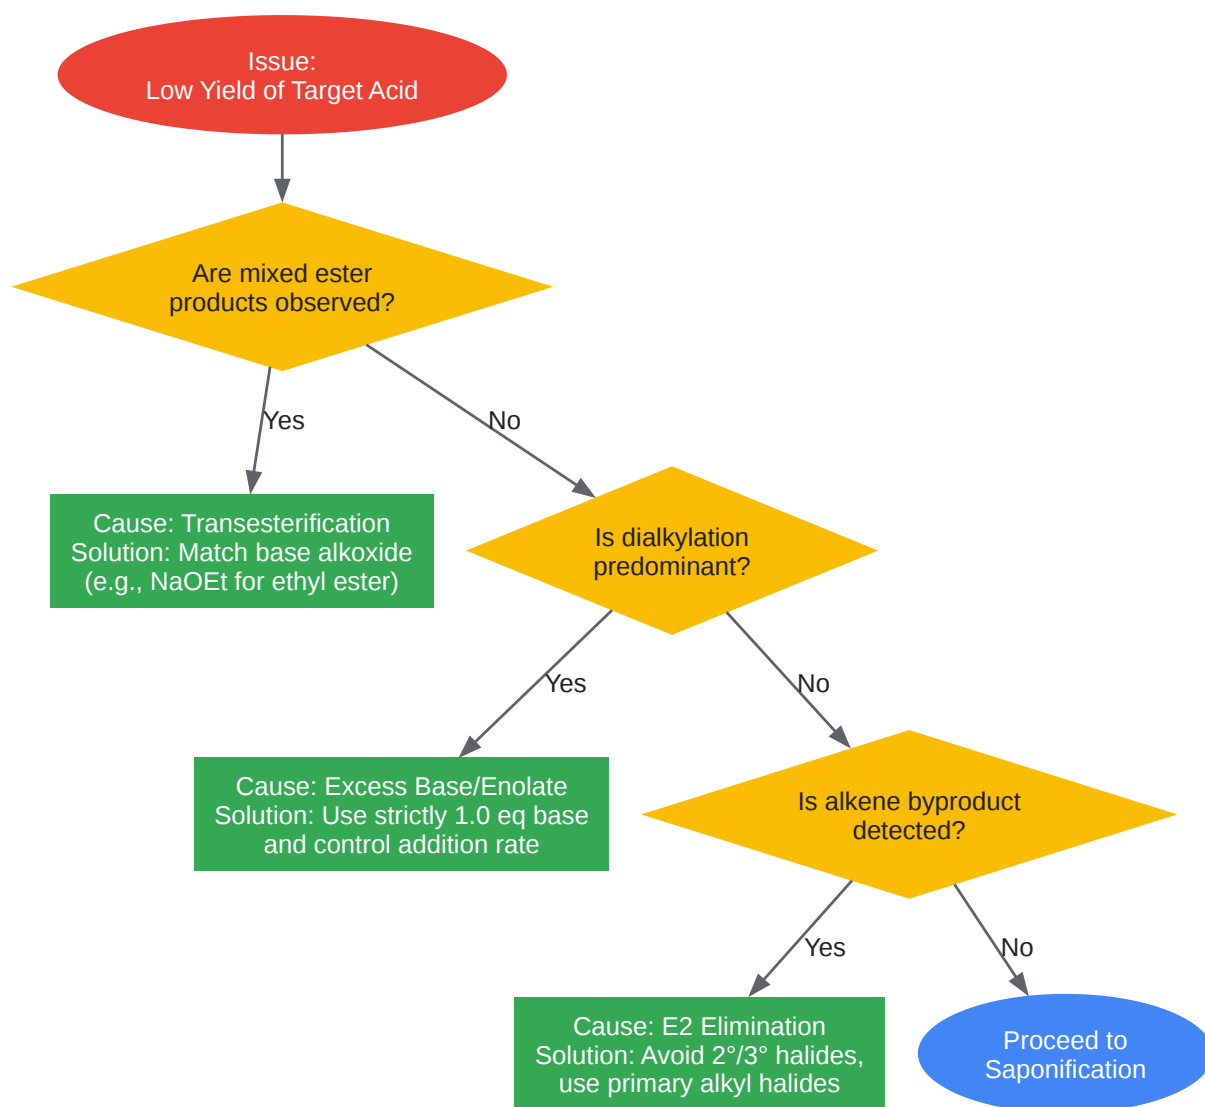 Issue:
Low Yield of Target Acid
Are mixed ester
products observed?
Yes
No
Cause: Transesterification
Solution: Match base alkoxide
(e.g., NaOEt for ethyl ester)
Is dialkylation
predominant?
Yes
No
Cause: Excess Base/Enolate
Solution: Use strictly 1.0 eq base
and control addition rate
Is alkene byproduct
detected?
Yes
No
Cause: E2 Elimination
Solution: Avoid 2°/3° halides,
use primary alkyl halides
Proceed to
Saponification